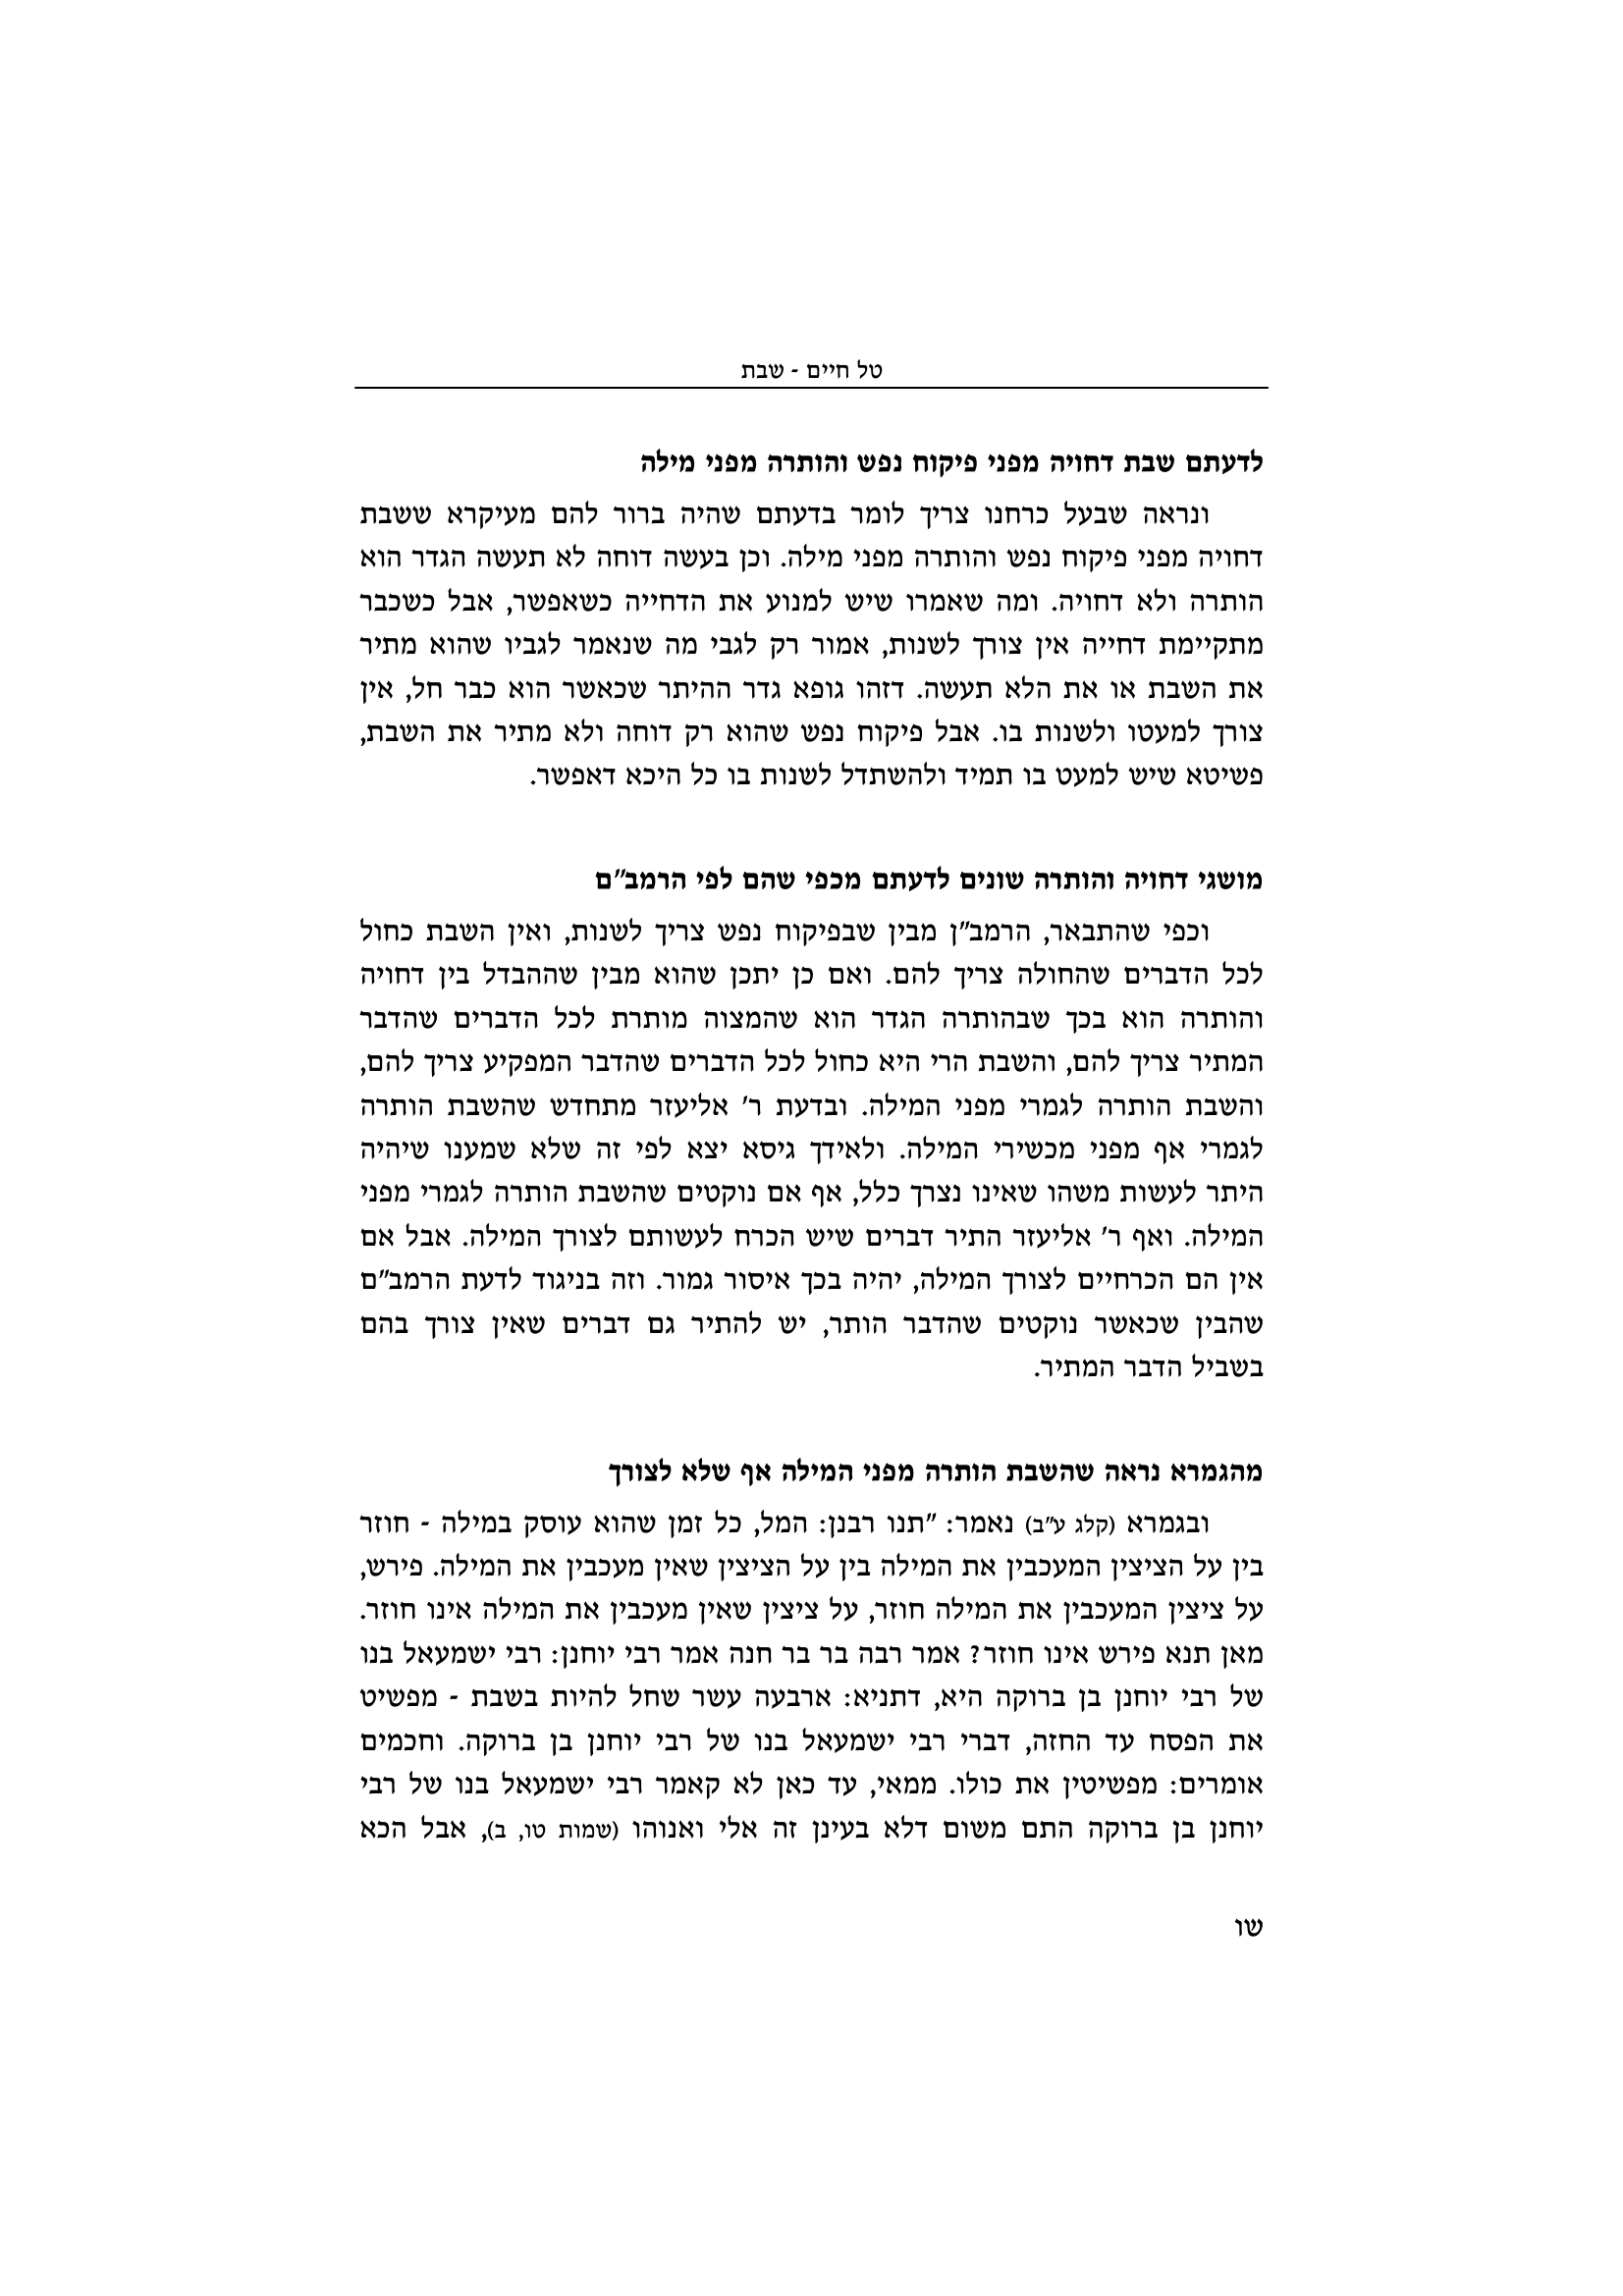 טל חיים - שבת
לדעתם שבת דחויה מפני פיקוח נפש והותרה מפני מילה
ונראה שבעל כרחנו צריך לומר בדעתם שהיה ברור להם מעיקרא ששבת
דחויה מפני פיקוח נפש והותרה מפני מילה. וכן בעשה דוחה לא תעשה הגדר הוא
הותרה ולא דחויה. ומה שאמרו שיש למנוע את הדחייה כשאפשר, אבל כשכבר
מתקיימת דחייה אין צורך לשנות, אמור רק לגבי מה שנאמר לגביו שהוא מתיר
את השבת או את הלא תעשה. דזהו גופא גדר ההיתר שכאשר הוא כבר חל, אין
צורך למעטו ולשנות בו. אבל פיקוח נפש שהוא רק דוחה ולא מתיר את השבת,
פשיטא שיש למעט בו תמיד ולהשתדל לשנות בו כל היכא דאפשר.
מושגי דחויה והותרה שונים לדעתם מכפי שהם לפי הרמב"ם
וכפי שהתבאר, הרמב"ן מבין שבפיקוח נפש צריך לשנות, ואין השבת כחול
לכל הדברים שהחולה צריך להם. ואם כן יתכן שהוא מבין שההבדל בין דחויה
והותרה הוא בכך שבהותרה הגדר הוא שהמצוה מותרת לכל הדברים שהדבר
המתיר צריך להם, והשבת הרי היא כחול לכל הדברים שהדבר המפקיע צריך להם,
והשבת הותרה לגמרי מפני המילה. ובדעת ר' אליעזר מתחדש שהשבת הותרה
לגמרי אף מפני מכשירי המילה. ולאידך גיסא יצא לפי זה שלא שמענו שיהיה
היתר לעשות משהו שאינו נצרך כלל, אף אם נוקטים שהשבת הותרה לגמרי מפני
המילה. ואף ר' אליעזר התיר דברים שיש הכרח לעשותם לצורך המילה. אבל אם
אין הם הכרחיים לצורך המילה, יהיה בכך איסור גמור. וזה בניגוד לדעת הרמב"ם
שהבין שכאשר נוקטים שהדבר הותר, יש להתיר גם דברים שאין צורך בהם
בשביל הדבר המתיר.
מהגמרא נראה שהשבת הותרה מפני המילה אף שלא לצורך
ובגמרא (קלג ע"ב) נאמר: "תנו רבנן: המל, כל זמן שהוא עוסק במילה - חוזר
בין על הציצין המעכבין את המילה בין על הציצין שאין מעכבין את המילה. פירש,
על ציצין המעכבין את המילה חוזר, על ציצין שאין מעכבין את המילה אינו חוזר.
מאן תנא פירש אינו חוזר? אמר רבה בר בר חנה אמר רבי יוחנן: רבי ישמעאל בנו
של רבי יוחנן בן ברוקה היא, דתניא: ארבעה עשר שחל להיות בשבת - מפשיט
את הפסח עד החזה, דברי רבי ישמעאל בנו של רבי יוחנן בן ברוקה. וחכמים
אומרים: מפשיטין את כולו. ממאי, עד כאן לא קאמר רבי ישמעאל בנו של רבי
יוחנן בן ברוקה התם משום דלא בעינן זה אלי ואנוהו (שמות טו, ב), אבל הכא
שו